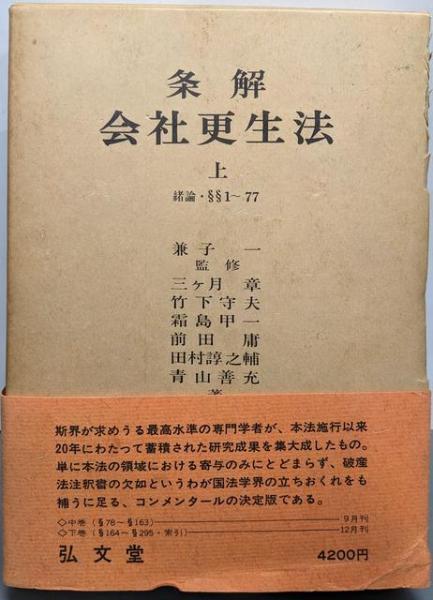 条解
会社更生法
上
緒論・§§1〜77
兼子一
監修
三ヶ月章
竹下守夫
霜島甲一
前田庸
田村諄之輔
青山善充
著
斯界が求めうる最高水準の専門学者が、本法施行以来
20年にわたって蓄積された研究成果を集大成したもの。
単に本法の領域における寄与のみにとどまらず、破産
法注釈書の欠如というわが国法学界の立ちおくれをも
補うに足る、コンメンタールの決定版である。
◇中巻(§78〜§163)――9月刊
◇下巻(§164〜§295・索引)――12月刊
弘文堂
4200円